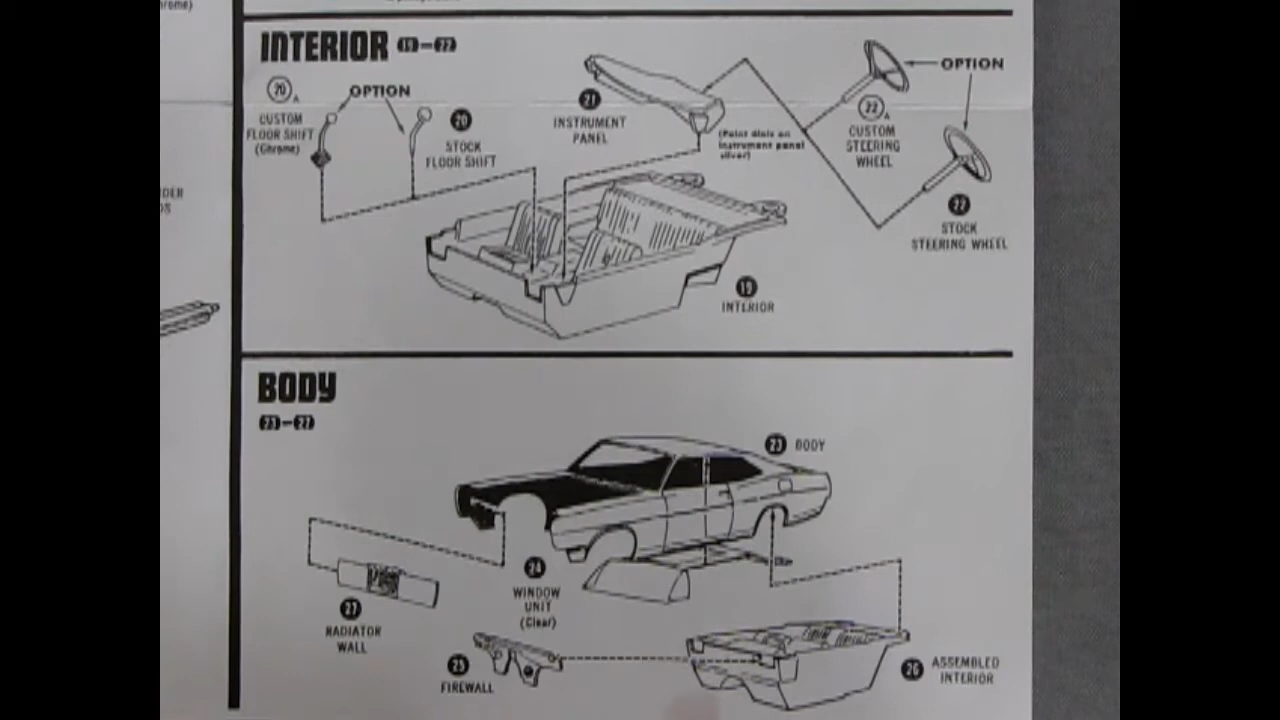 INTERIOR 19-22
OPTION
20 A
CUSTOM
FLOOR SHIFT
(Chrome)
20
STOCK
FLOOR SHIFT
21
INSTRUMENT
PANEL
(Paint dials on
instrument panel
silver)
OPTION
22 A
CUSTOM
STEERING
WHEEL
22
STOCK
STEERING WHEEL
19
INTERIOR
BODY
23-27
23 BODY
24
WINDOW
UNIT
(Clear)
27
RADIATOR
WALL
25
FIREWALL
26 ASSEMBLED
INTERIOR